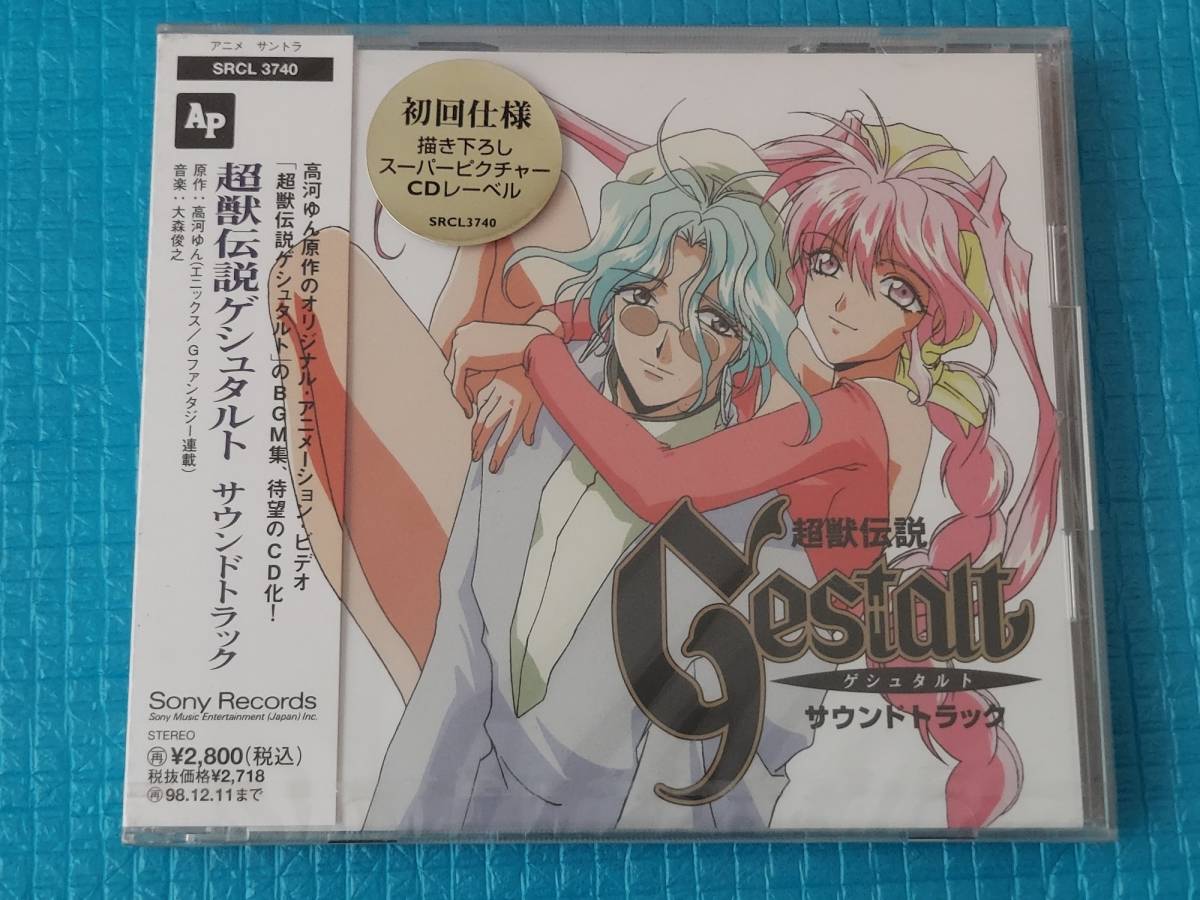 アニメ サントラ
SRCL 3740
AP
高河ゆん原作のオリジナル・アニメーション・ビデオ
「超獣伝説ゲシュタルト」のBGM集、待望のCD化!
超獣伝説ゲシュタルト サウンドトラック
原作:高河ゆん(エニックス/Gファンタジー連載)
音楽:大森俊之
Sony Records
Sony Music Entertainment (Japan) Inc.
STEREO
再¥2,800(税込)
税抜価格¥2,718
再98.12.11まで
初回仕様
描き下ろし
スーパーピクチャー
CDレーベル
SRCL3740
超獣伝説
Gestalt
ゲシュタルト
サウンドトラック